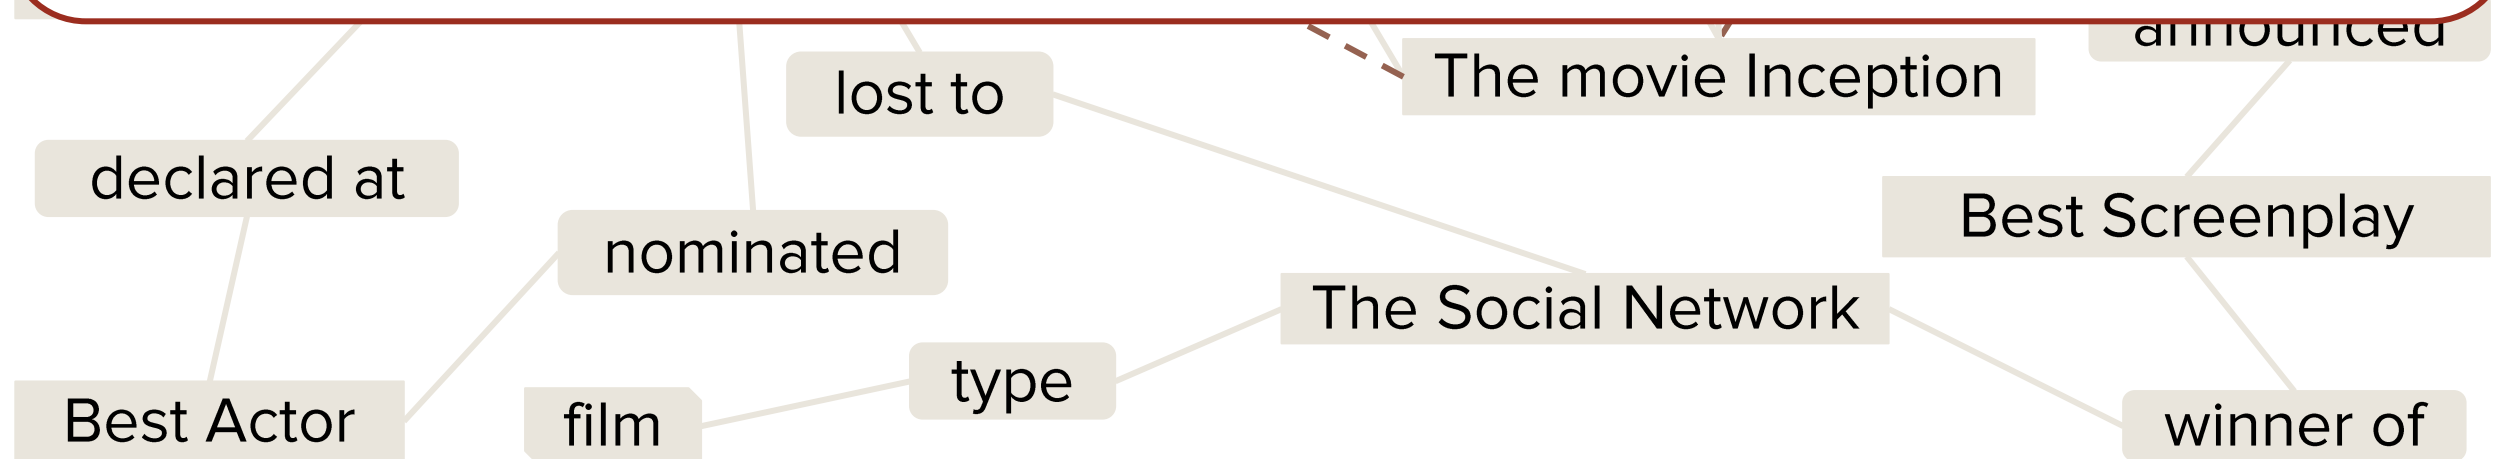 announced
The movie Inception
lost to
declared at
Best Screenplay
nominated
The Social Network
type
film
Best Actor
winner of